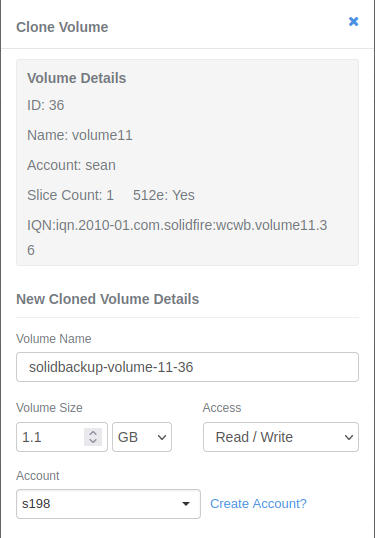 Clone Volume
Volume Details
ID: 36
Name: volume11
Account: sean
Slice Count: 1 512e: Yes
IQN:iqn.2010-01.com.solidfire:wcwb.volume11.3
6
New Cloned Volume Details
Volume Name
solidbackup-volume-11-36
Volume Size Access
1.1 GB Read / Write
Account
s198 Create Account?